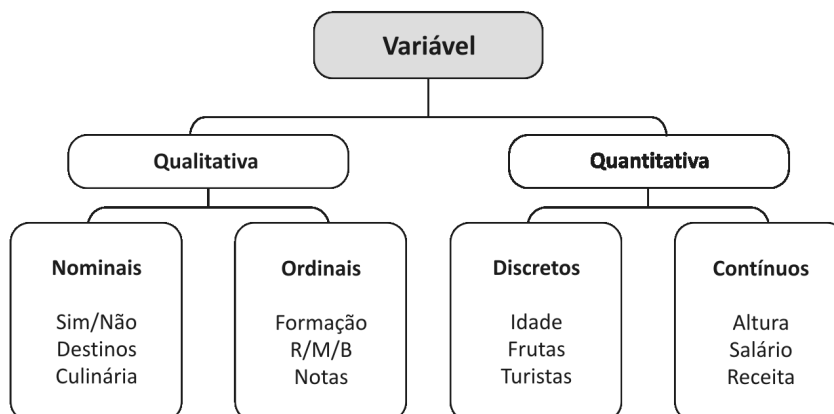 Variável
Qualitativa
Quantitativa
Nominais
Sim/Não
Destinos
Culinária
Ordinais
Formação
R/M/B
Notas
Discretos
Idade
Frutas
Turistas
Contínuos
Altura
Salário
Receita